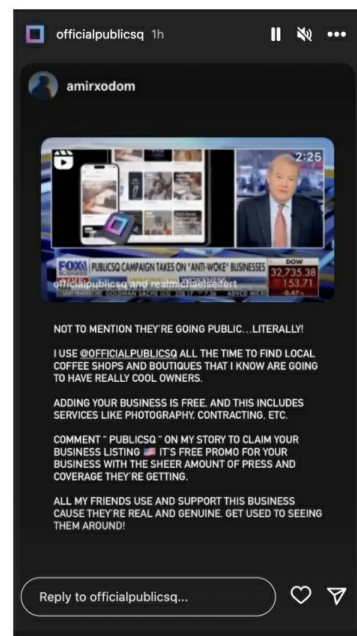 officialpublicsq 1h
amirxodom
2:25
FOX PUBLICSQ CAMPAIGN TAKES ON "ANTI-WOKE" BUSINESSES
DOW
32,735.38
153.71
-0.47%
officialpublicsq and realmichaelseifert
GOLDMAN SACHS
NOT TO MENTION THEY'RE GOING PUBLIC...LITERALLY!
I USE @OFFICIALPUBLICSQ ALL THE TIME TO FIND LOCAL
COFFEE SHOPS AND BOUTIQUES THAT I KNOW ARE GOING
TO HAVE REALLY COOL OWNERS.
ADDING YOUR BUSINESS IS FREE, AND THIS INCLUDES
SERVICES LIKE PHOTOGRAPHY, CONTRACTING, ETC.
COMMENT " PUBLICSQ " ON MY STORY TO CLAIM YOUR
BUSINESS LISTING 🇺🇸 IT'S FREE PROMO FOR YOUR
BUSINESS WITH THE SHEER AMOUNT OF PRESS AND
COVERAGE THEY'RE GETTING.
ALL MY FRIENDS USE AND SUPPORT THIS BUSINESS
CAUSE THEY'RE REAL AND GENUINE. GET USED TO SEEING
THEM AROUND!
Reply to officialpublicsq...